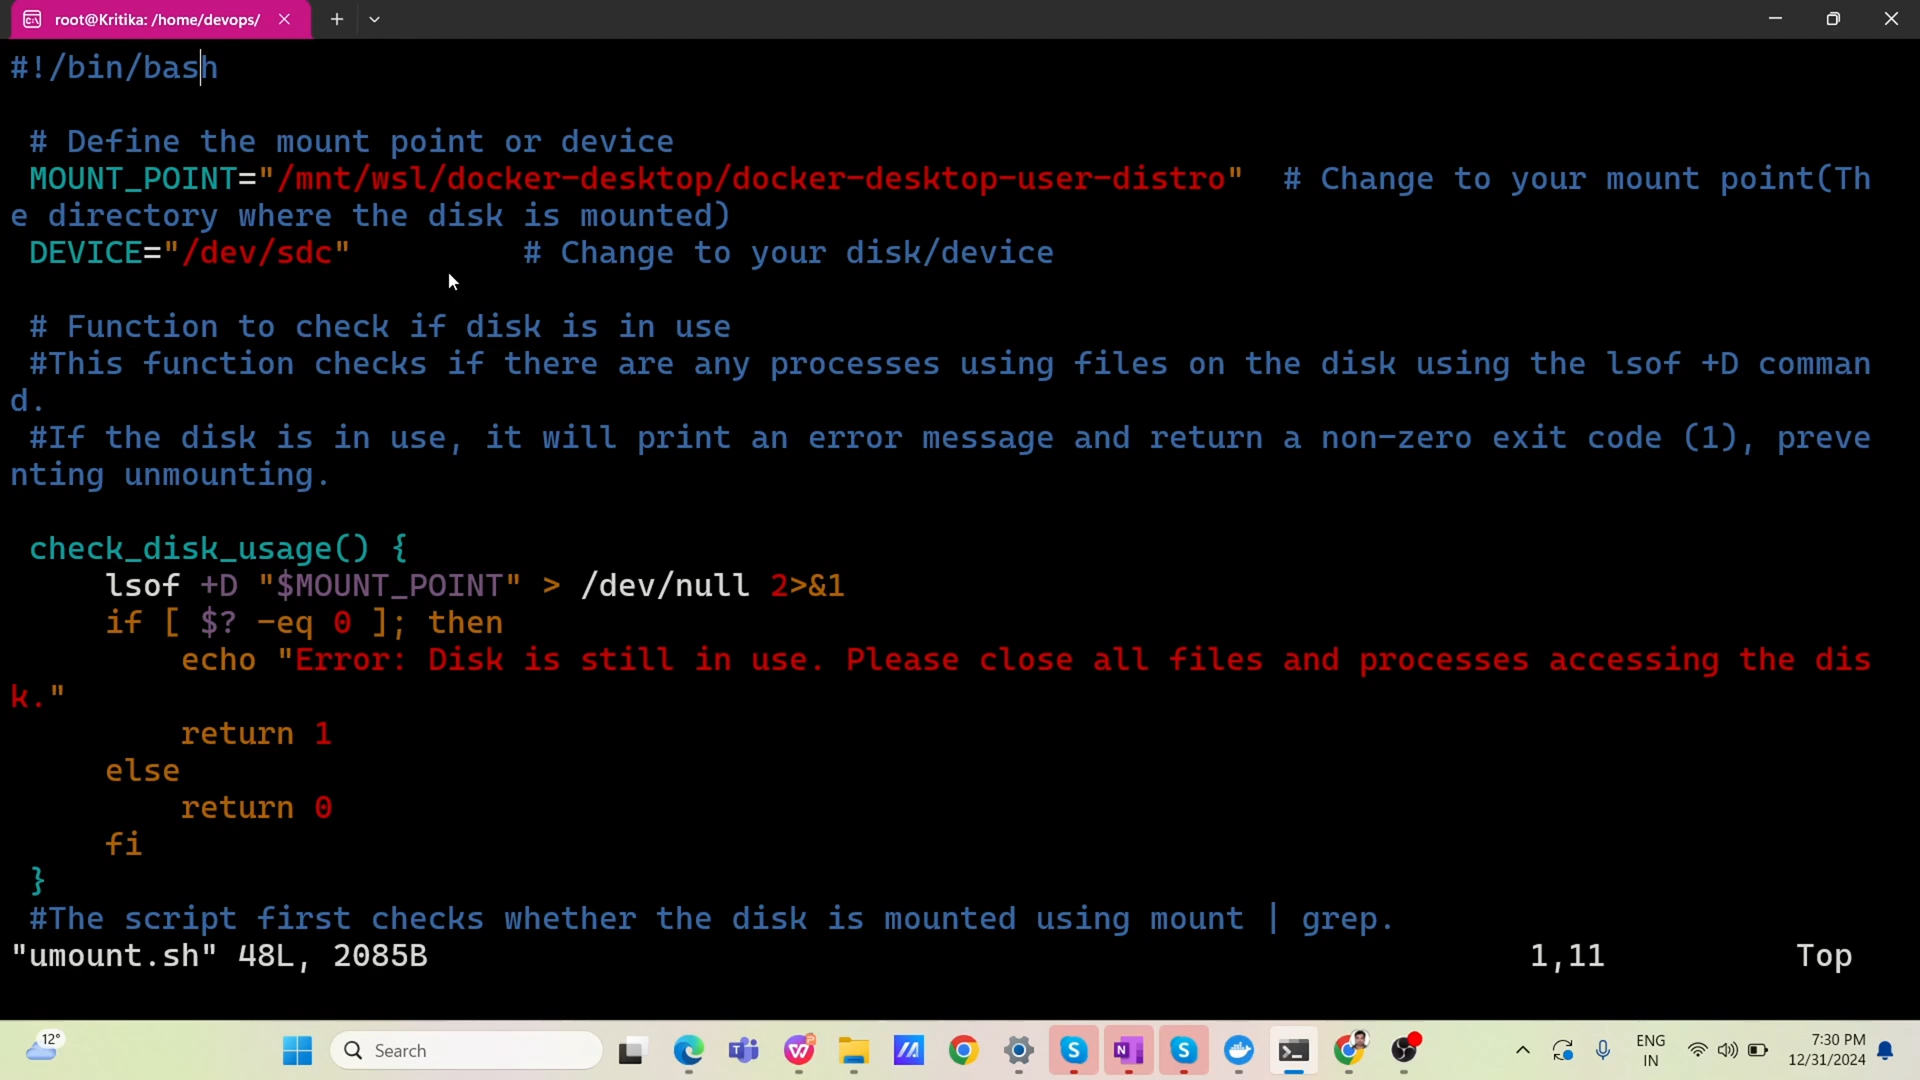 root@Kritika: /home/devops/
#!/bin/bash
# Define the mount point or device
MOUNT_POINT="/mnt/wsl/docker-desktop/docker-desktop-user-distro"  # Change to your mount point(Th
e directory where the disk is mounted)
DEVICE="/dev/sdc"         # Change to your disk/device
# Function to check if disk is in use
#This function checks if there are any processes using files on the disk using the lsof +D comman
d.
#If the disk is in use, it will print an error message and return a non-zero exit code (1), preve
nting unmounting.
check_disk_usage() {
lsof +D "$MOUNT_POINT" > /dev/null 2>&1
if [ $? -eq 0 ]; then
echo "Error: Disk is still in use. Please close all files and processes accessing the dis
k."
return 1
else
return 0
fi
}
#The script first checks whether the disk is mounted using mount | grep.
"umount.sh" 48L, 2085B 1,11 Top
12°
Search
ENG
IN
7:30 PM
12/31/2024